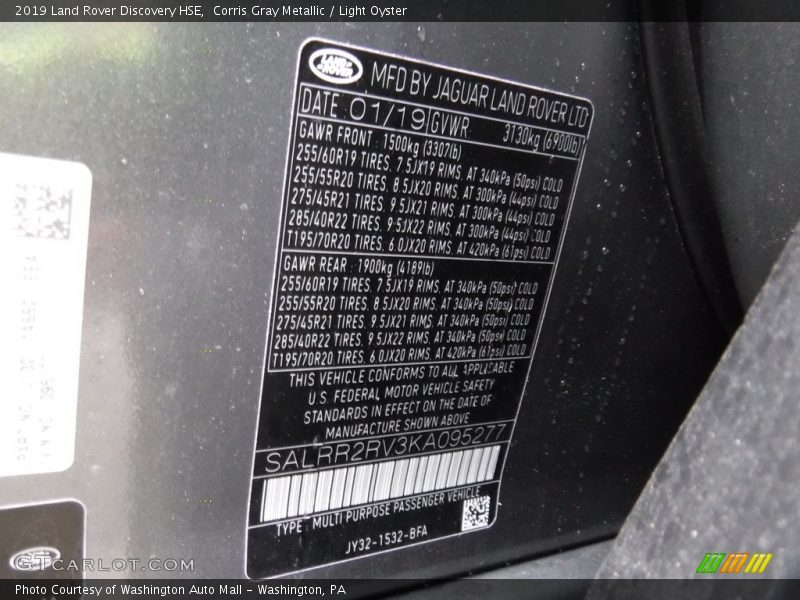 2019 Land Rover Discovery HSE, Corris Gray Metallic / Light Oyster
LAND ROVER
MFD BY JAGUAR LAND ROVER LTD
DATE 01/19 GVWR 3130kg (6900lb)
GAWR FRONT : 1500kg (3307lb)
255/60R19 TIRES. 7.5JX19 RIMS. AT 340kPa (50psi) COLD
255/55R20 TIRES. 8.5JX20 RIMS. AT 300kPa (44psi) COLD
275/45R21 TIRES. 9.5JX21 RIMS. AT 300kPa (44psi) COLD
285/40R22 TIRES. 9.5JX22 RIMS. AT 300kPa (44psi) COLD
T195/70R20 TIRES. 6.0JX20 RIMS. AT 420kPa (61psi) COLD
GAWR REAR : 1900kg (4189lb)
255/60R19 TIRES. 7.5JX19 RIMS. AT 340kPa (50psi) COLD
255/55R20 TIRES. 8.5JX20 RIMS. AT 340kPa (50psi) COLD
275/45R21 TIRES. 9.5JX21 RIMS. AT 340kPa (50psi) COLD
285/40R22 TIRES. 9.5JX22 RIMS. AT 340kPa (50psi) COLD
T195/70R20 TIRES. 6.0JX20 RIMS. AT 420kPa (61psi) COLD
THIS VEHICLE CONFORMS TO ALL APPLICABLE
U.S. FEDERAL MOTOR VEHICLE SAFETY
STANDARDS IN EFFECT ON THE DATE OF
MANUFACTURE SHOWN ABOVE
SALRR2RV3KA095277
TYPE : MULTI PURPOSE PASSENGER VEHICLE
JY32-1532-BFA
PART NO.
VIN NO.
GTCARLOT.COM
Photo Courtesy of Washington Auto Mall - Washington, PA